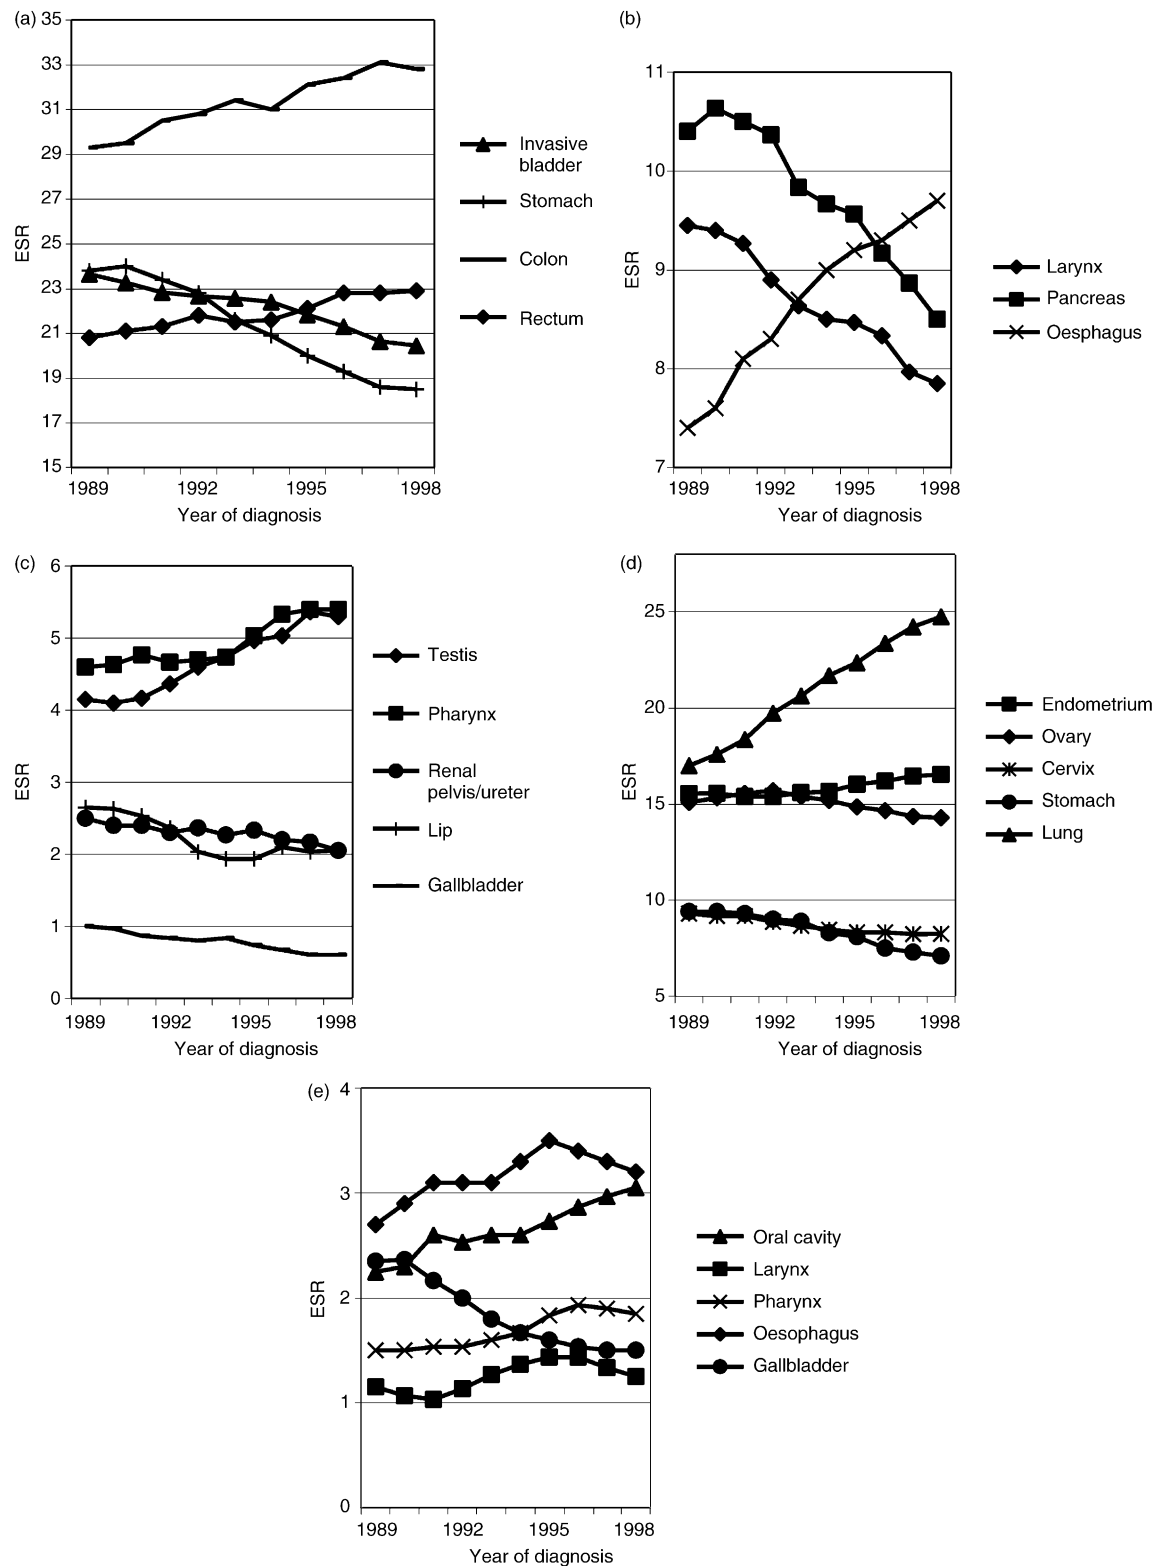 (a)
35
33
31
29
27
25
23
21
19
17
15
ESR
1989 1992 1995 1998
Year of diagnosis
Invasive
bladder
Stomach
Colon
Rectum
(b)
11
10
9
8
7
ESR
1989 1992 1995 1998
Year of diagnosis
Larynx
Pancreas
Oesphagus
(c)
6
5
4
3
2
1
0
ESR
1989 1992 1995 1998
Year of diagnosis
Testis
Pharynx
Renal
pelvis/ureter
Lip
Gallbladder
(d)
25
20
15
10
5
ESR
1989 1992 1995 1998
Year of diagnosis
Endometrium
Ovary
Cervix
Stomach
Lung
(e)
4
3
2
1
0
ESR
1989 1992 1995 1998
Year of diagnosis
Oral cavity
Larynx
Pharynx
Oesophagus
Gallbladder